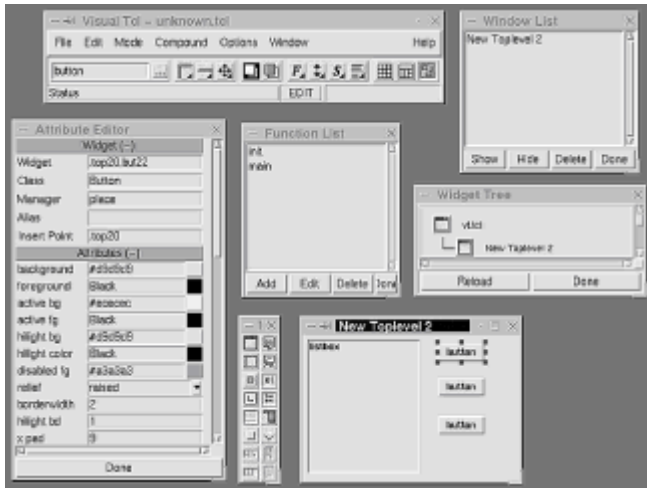 Visual Tcl - unknown.tcl
File Edit Mode Compound Options Window Help
button
Status EDIT
Window List
New Toplevel 2
Show Hide Delete Done
Attribute Editor
Widget (-)
Widget .top20.but22
Class Button
Manager place
Alias
Insert Point .top20
Attributes (-)
background #d9d9d9
foreground Black
active bg #ececec
active fg Black
hilight bg #d9d9d9
hilight color Black
disabled fg #a3a3a3
relief raised
borderwidth 2
hilight bd 1
x pad 9
Done
Function List
init
main
Add Edit Delete Done
Widget Tree
vt.tcl
New Toplevel 2
Reload Done
New Toplevel 2
listbox
button
button
button